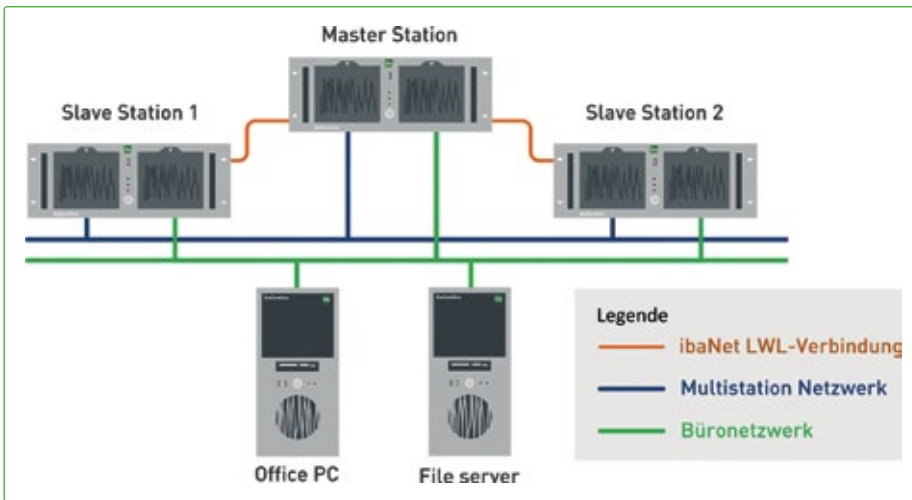 Master Station
Slave Station 1
Slave Station 2
Legende
ibaNet LWL-Verbindung
Multistation Netzwerk
Büronetzwerk
Office PC
File server